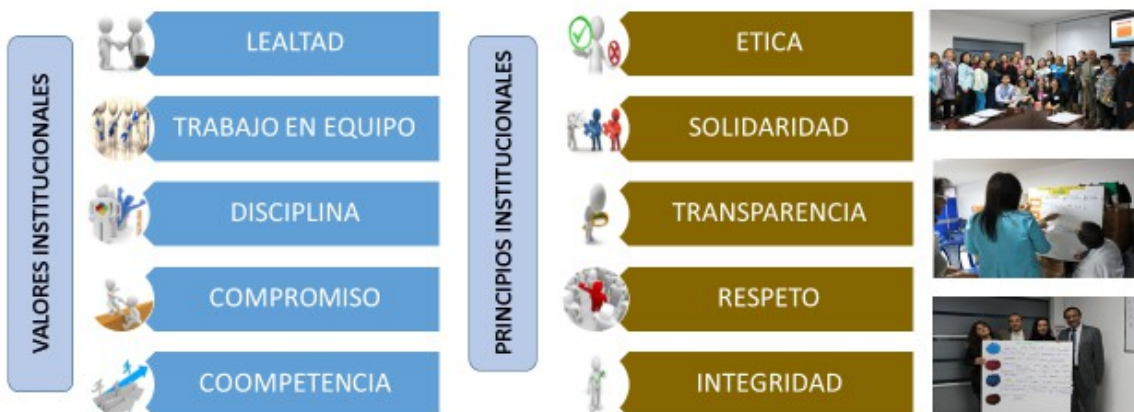 VALORES INSTITUCIONALES
LEALTAD
TRABAJO EN EQUIPO
DISCIPLINA
COMPROMISO
COOMPETENCIA
PRINCIPIOS INSTITUCIONALES
ETICA
SOLIDARIDAD
TRANSPARENCIA
RESPETO
INTEGRIDAD